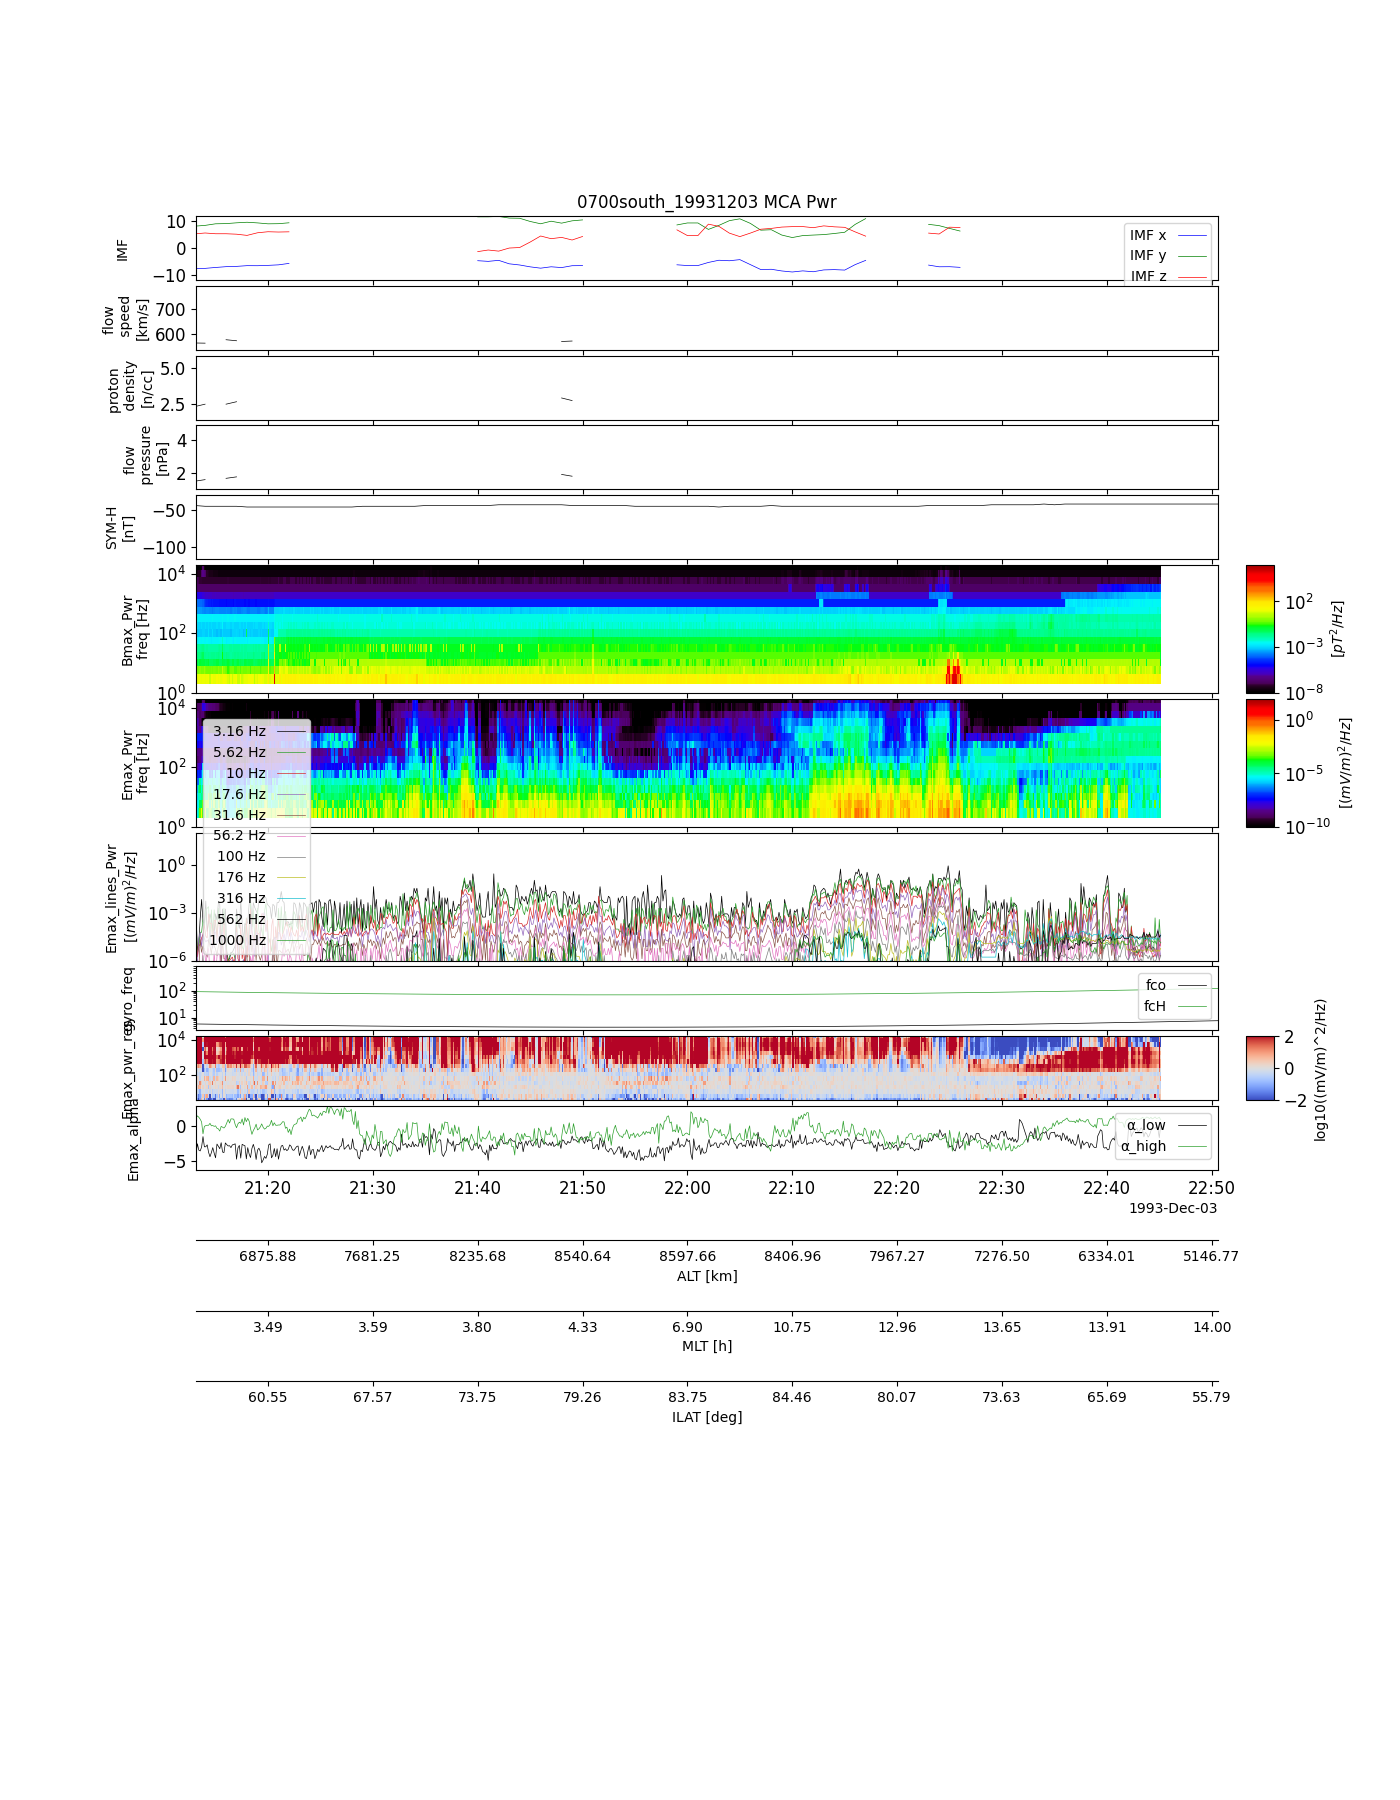 0700south_19931203 MCA Pwr
IMF
10
0
−10
IMF x
IMF y
IMF z
flow
speed
[km/s]
700
600
proton
density
[n/cc]
5.0
2.5
flow
pressure
[nPa]
4
2
SYM-H
[nT]
−50
−100
Bmax_Pwr
freq [Hz]
10^4
10^2
10^0
10^2
10^−3
10^−8
[pT^2/Hz]
Emax_Pwr
freq [Hz]
10^4
10^2
10^0
10^0
10^−5
10^−10
[(mV/m)^2/Hz]
3.16 Hz
5.62 Hz
10 Hz
17.6 Hz
31.6 Hz
56.2 Hz
100 Hz
176 Hz
316 Hz
562 Hz
1000 Hz
Emax_lines_Pwr
[(mV/m)^2/Hz]
10^0
10^−3
10^−6
gyro_freq
10^2
10^1
fco
fcH
Emax_pwr_res
10^4
10^2
2
0
−2
log10((mV/m)^2/Hz)
Emax_alpha
0
−5
α_low
α_high
21:20 21:30 21:40 21:50 22:00 22:10 22:20 22:30 22:40 22:50
1993-Dec-03
6875.88 7681.25 8235.68 8540.64 8597.66 8406.96 7967.27 7276.50 6334.01 5146.77
ALT [km]
3.49 3.59 3.80 4.33 6.90 10.75 12.96 13.65 13.91 14.00
MLT [h]
60.55 67.57 73.75 79.26 83.75 84.46 80.07 73.63 65.69 55.79
ILAT [deg]